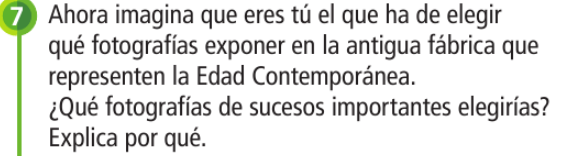 7 Ahora imagina que eres tú el que ha de elegir
qué fotografías exponer en la antigua fábrica que
representen la Edad Contemporánea.
¿Qué fotografías de sucesos importantes elegirías?
Explica por qué.